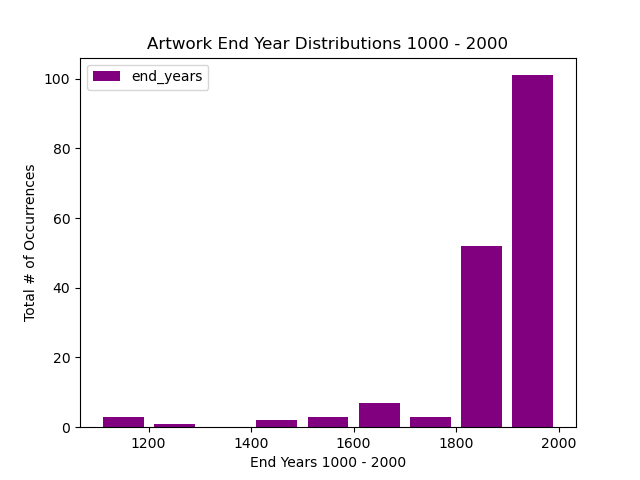 Artwork End Year Distributions 1000 - 2000
end_years
100
80
60
40
20
0
Total # of Occurrences
1200 1400 1600 1800 2000
End Years 1000 - 2000